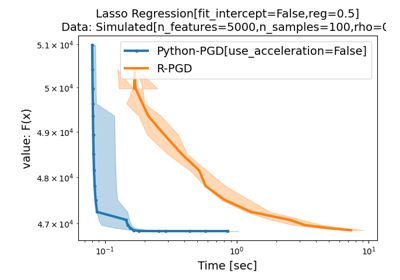 Lasso Regression[fit_intercept=False,reg=0.5]
Data: Simulated[n_features=5000,n_samples=100,rho=0
Python-PGD[use_acceleration=False]
R-PGD
value: F(x)
5.1 × 10⁴
5 × 10⁴
4.9 × 10⁴
4.8 × 10⁴
4.7 × 10⁴
10⁻¹ 10⁰ 10¹
Time [sec]